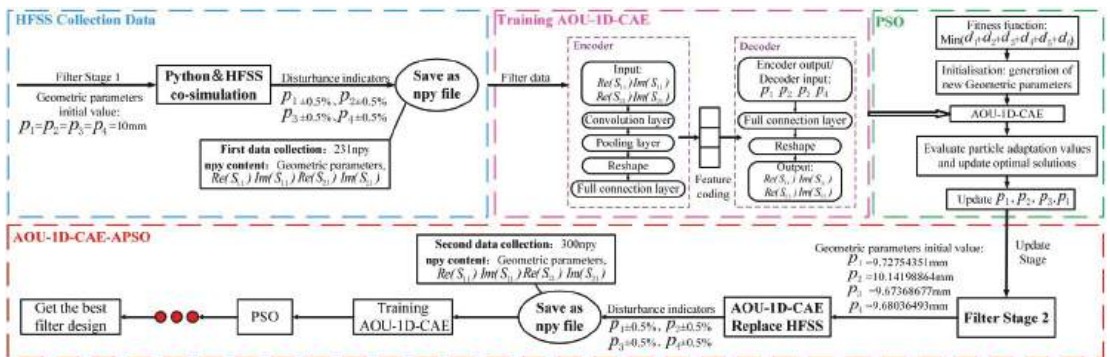 HFSS Collection Data
Filter Stage 1
Geometric parameters
initial value:
p₁=p₂=p₃=p₄=10mm
Python&HFSS
co-simulation
Disturbance indicators
p₁±0.5%、p₂±0.5%
p₃±0.5%、p₄±0.5%
Save as
npy file
First data collection: 231npy
npy content: Geometric parameters,
Re(S₁₁) Im(S₁₁) Re(S₂₁) Im(S₂₁).
Training AOU-1D-CAE
Filter data
Encoder
Input:
Re(S₁₁) Im(S₁₁)
Re(S₂₁) Im(S₂₁)
Convolution layer
Pooling layer
Reshape
Full connection layer
Feature
coding
Decoder
Encoder output/
Decoder input:
p₁ p₂ p₃ p₄
Full connection layer
Reshape
Output:
Re(S₁₁) Im(S₁₁)
Re(S₂₁) Im(S₂₁)
PSO
Fitness function:
Min(d₁+d₂+d₃+d₄+d₅+d₆)
Initialisation: generation of
new Geometric parameters
AOU-1D-CAE
Evaluate particle adaptation values
and update optimal solutions
Update p₁、p₂、p₃、p₄
Update
Stage
AOU-1D-CAE-APSO
Second data collection: 300npy
npy content: Geometric parameters,
Re(S₁₁) Im(S₁₁) Re(S₂₁) Im(S₂₁)
Geometric parameters initial value:
p₁=9.72754351mm
p₂=10.14198864mm
p₃=9.67368677mm
p₄=9.68036493mm
Get the best
filter design
PSO
Training
AOU-1D-CAE
Save as
npy file
Disturbance indicators
p₁±0.5%、p₂±0.5%
p₃±0.5%、p₄±0.5%
AOU-1D-CAE
Replace HFSS
Filter Stage 2